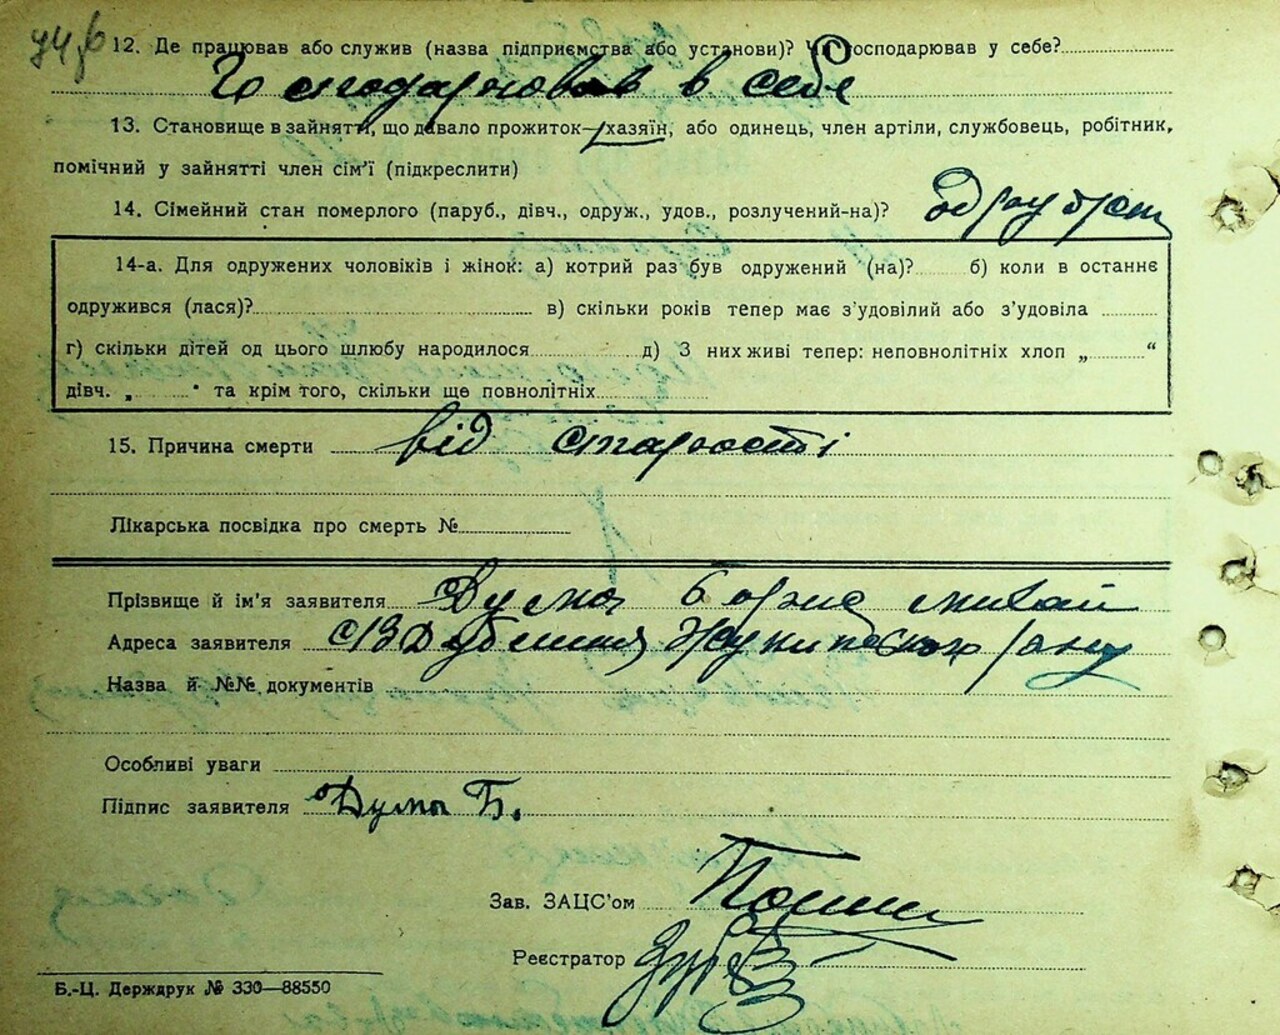 12. Де працював або служив (назва підприємства або установи)? Чи господарював у себе?
Господарював в себе
13. Становище в зайнятті, що давало прожиток—хазяїн, або одинець, член артілі, службовець, робітник,
помічний у зайнятті член сім'ї (підкреслити)
14. Сімейний стан померлого (паруб., дівч., одруж., удов., розлучений-на)?
14-а. Для одружених чоловіків і жінок: а) котрий раз був одружений (на)? б) коли в останнє
одружився (лася)? в) скільки років тепер має з'удовілий або з'удовіла
г) скільки дітей од цього шлюбу народилося д) З них живі тепер: неповнолітніх хлоп „ “
дівч. „ “ та крім того, скільки ще повнолітніх
15. Причина смерти від старості
Лікарська посвідка про смерть №
Прізвище й ім'я заявителя Дума Борис
Адреса заявителя
Назва й №№ документів
Особливі уваги
Підпис заявителя Дума Б.
Зав. ЗАЦС'ом
Реєстратор
Б.-Ц. Держдрук № 330—88550